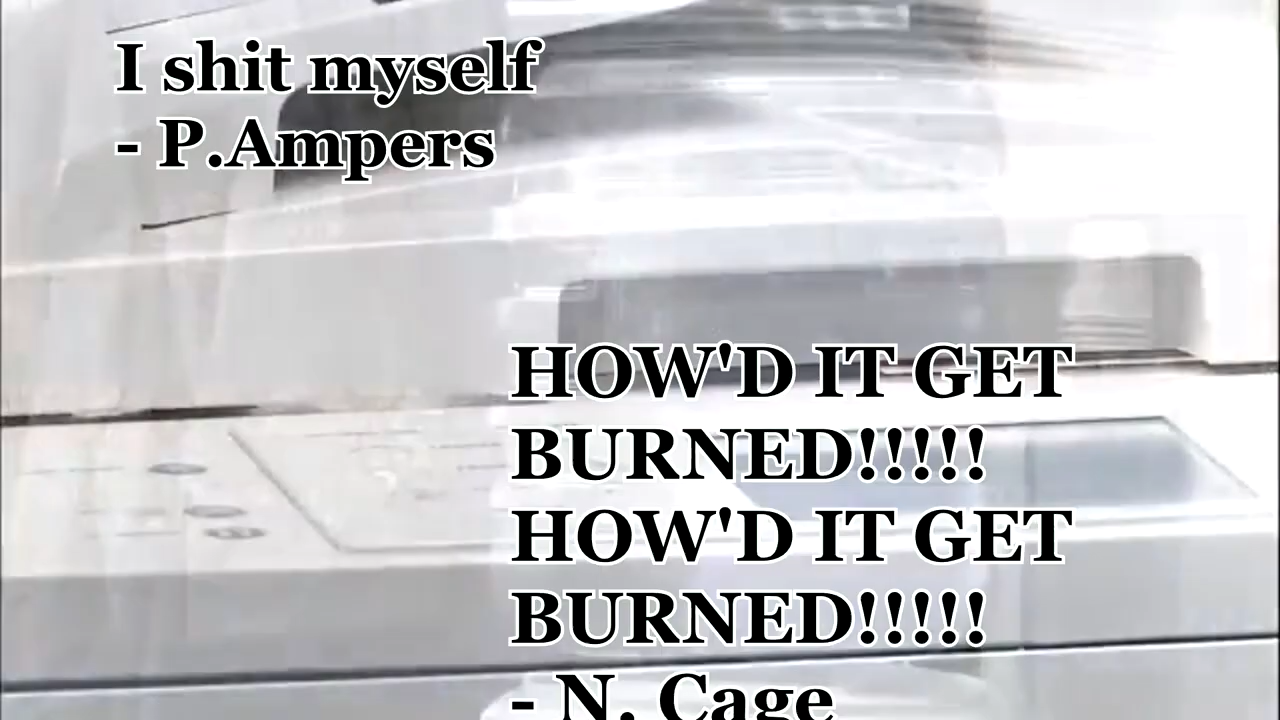 I shit myself
- P.Ampers
HOW'D IT GET
BURNED!!!!!
HOW'D IT GET
BURNED!!!!!
- N. Cage